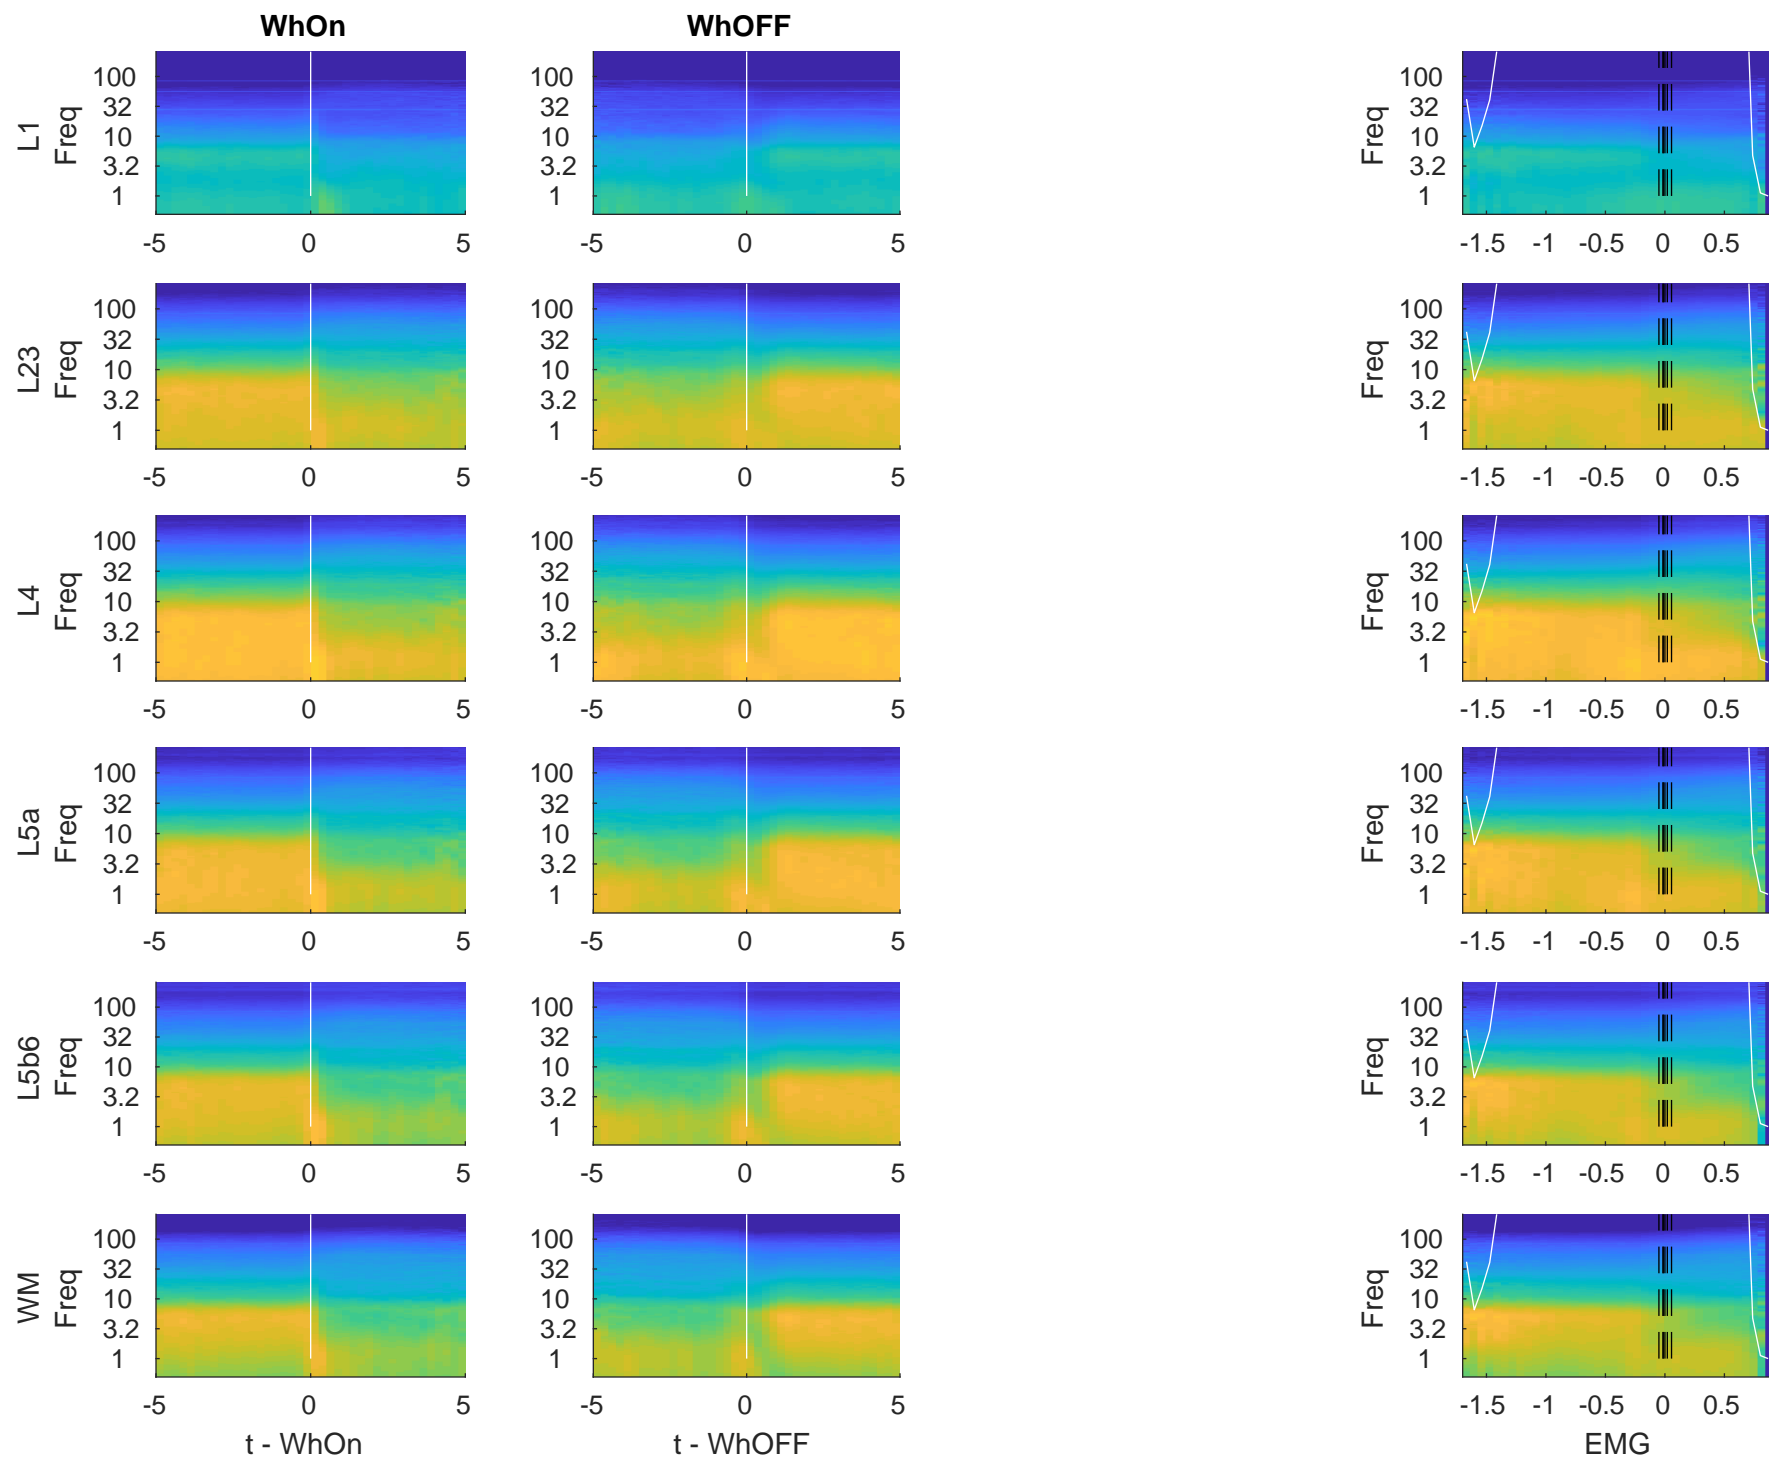 WhOn WhOFF
L1 Freq 100 32 10 3.2 1 100 32 10 3.2 1 Freq 100 32 10 3.2 1
-5 0 5 -5 0 5 -1.5 -1 -0.5 0 0.5
L23 Freq 100 32 10 3.2 1 100 32 10 3.2 1 Freq 100 32 10 3.2 1
-5 0 5 -5 0 5 -1.5 -1 -0.5 0 0.5
L4 Freq 100 32 10 3.2 1 100 32 10 3.2 1 Freq 100 32 10 3.2 1
-5 0 5 -5 0 5 -1.5 -1 -0.5 0 0.5
L5a Freq 100 32 10 3.2 1 100 32 10 3.2 1 Freq 100 32 10 3.2 1
-5 0 5 -5 0 5 -1.5 -1 -0.5 0 0.5
L5b6 Freq 100 32 10 3.2 1 100 32 10 3.2 1 Freq 100 32 10 3.2 1
-5 0 5 -5 0 5 -1.5 -1 -0.5 0 0.5
WM Freq 100 32 10 3.2 1 100 32 10 3.2 1 Freq 100 32 10 3.2 1
-5 0 5 -5 0 5 -1.5 -1 -0.5 0 0.5
t - WhOn t - WhOFF EMG